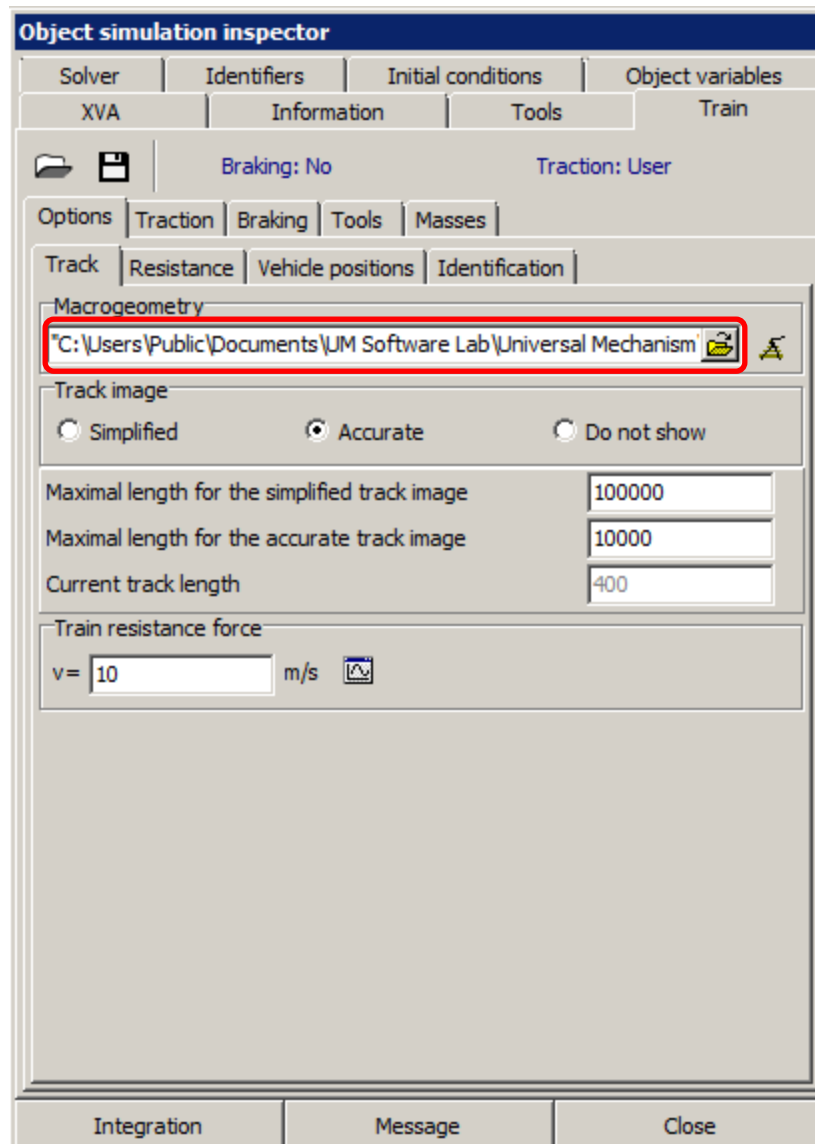 Object simulation inspector
Solver Identifiers Initial conditions Object variables
XVA Information Tools Train
Braking: No Traction: User
Options Traction Braking Tools Masses
Track Resistance Vehicle positions Identification
Macrogeometry
"C:\Users\Public\Documents\UM Software Lab\Universal Mechanism\
Track image
Simplified Accurate Do not show
Maximal length for the simplified track image 100000
Maximal length for the accurate track image 10000
Current track length 400
Train resistance force
v= 10 m/s
Integration Message Close